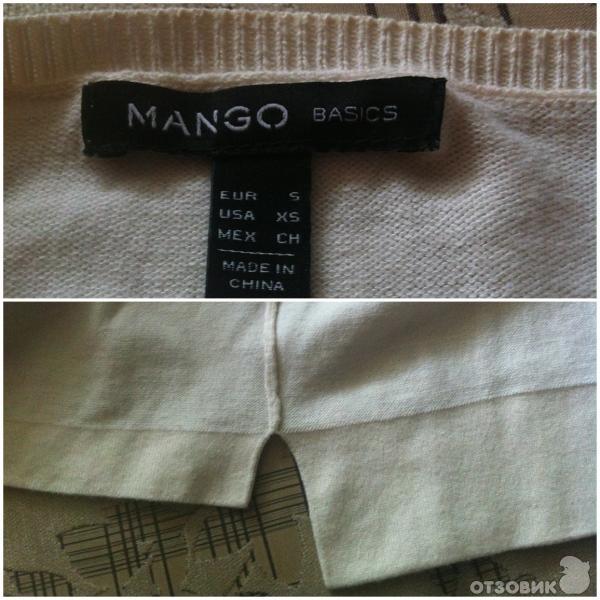 MANGO BASICS
EUR S
USA XS
MEX CH
MADE IN
CHINA
ОТЗОВИК